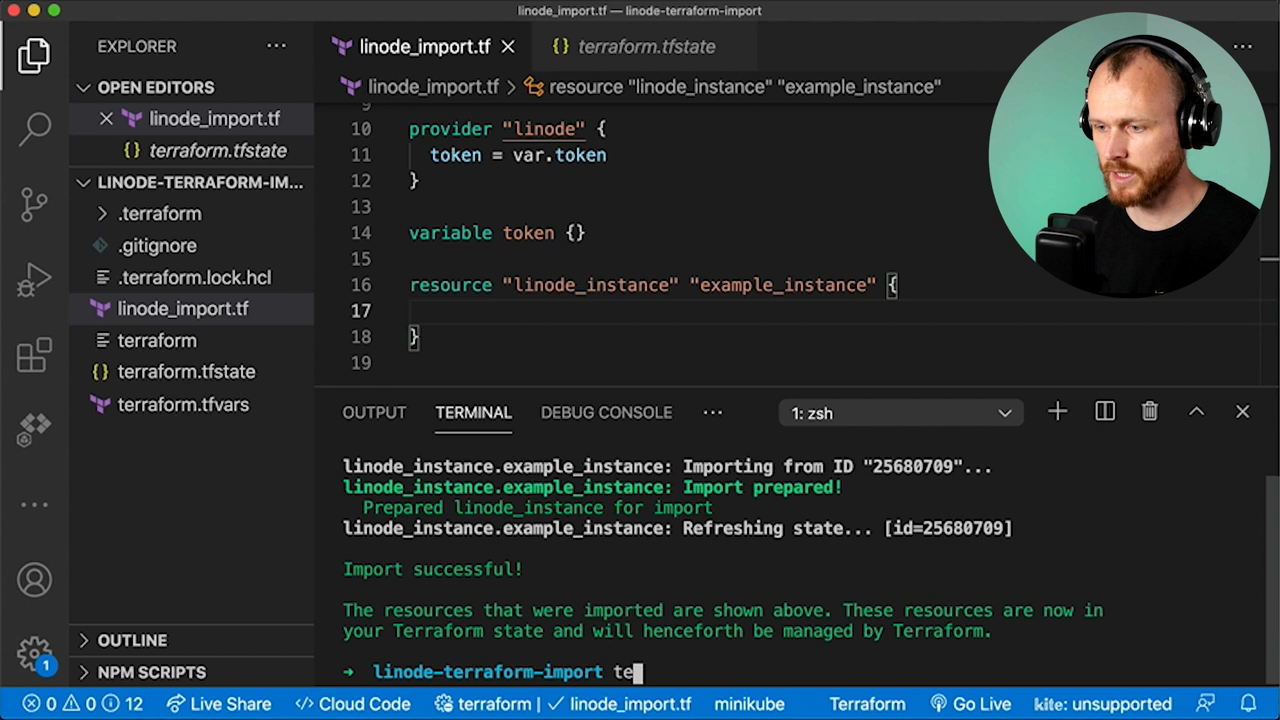 linode_import.tf — linode-terraform-import
EXPLORER
OPEN EDITORS
linode_import.tf
terraform.tfstate
LINODE-TERRAFORM-IM...
.terraform
.gitignore
.terraform.lock.hcl
linode_import.tf
terraform
terraform.tfstate
terraform.tfvars
OUTLINE
NPM SCRIPTS
1
linode_import.tf
terraform.tfstate
linode_import.tf > resource "linode_instance" "example_instance"
9
10 provider "linode" {
11 token = var.token
12 }
13
14 variable token {}
15
16 resource "linode_instance" "example_instance" {
17
18 }
19
OUTPUT TERMINAL DEBUG CONSOLE 1: zsh
linode_instance.example_instance: Importing from ID "25680709"...
linode_instance.example_instance: Import prepared!
Prepared linode_instance for import
linode_instance.example_instance: Refreshing state... [id=25680709]
Import successful!
The resources that were imported are shown above. These resources are now in
your Terraform state and will henceforth be managed by Terraform.
→ linode-terraform-import te
0 0 12 Live Share Cloud Code terraform | ✓ linode_import.tf minikube Terraform Go Live kite: unsupported